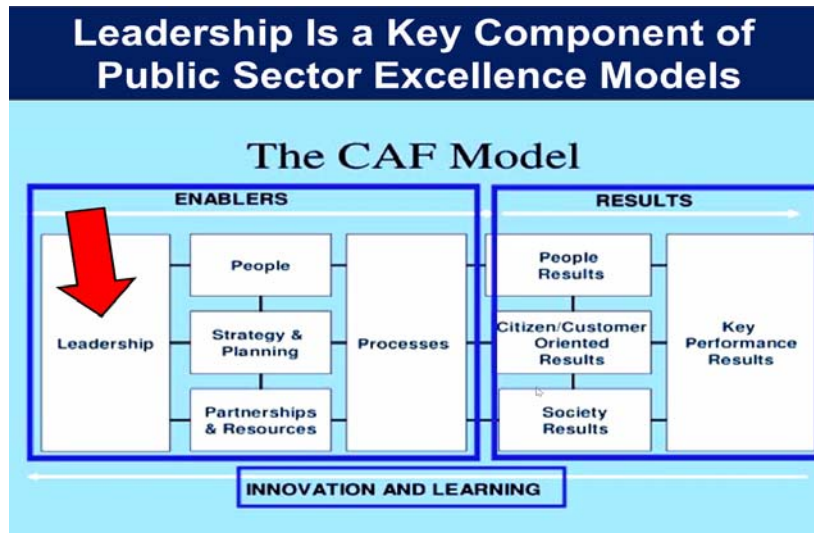 Leadership Is a Key Component of
Public Sector Excellence Models
The CAF Model
ENABLERS
RESULTS
Leadership
People
Strategy &
Planning
Partnerships
& Resources
Processes
People
Results
Citizen/Customer
Oriented
Results
Society
Results
Key
Performance
Results
INNOVATION AND LEARNING